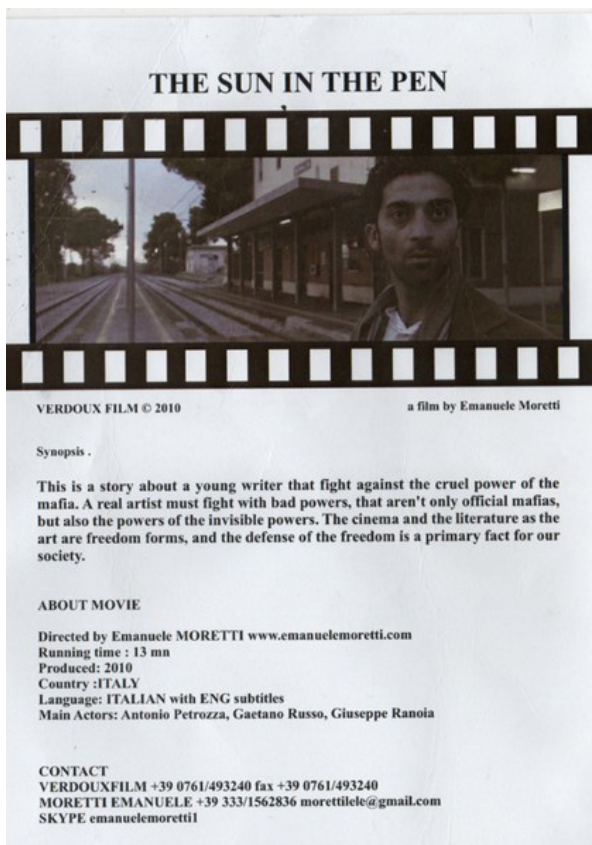 THE SUN IN THE PEN
VERDOUX FILM © 2010
a film by Emanuele Moretti
Synopsis .
This is a story about a young writer that fight against the cruel power of the
mafia. A real artist must fight with bad powers, that aren't only official mafias,
but also the powers of the invisible powers. The cinema and the literature as the
art are freedom forms, and the defense of the freedom is a primary fact for our
society.
ABOUT MOVIE
Directed by Emanuele MORETTI www.emanuelemoretti.com
Running time : 13 mn
Produced: 2010
Country :ITALY
Language: ITALIAN with ENG subtitles
Main Actors: Antonio Petrozza, Gaetano Russo, Giuseppe Ranoia
CONTACT
VERDOUXFILM +39 0761/493240 fax +39 0761/493240
MORETTI EMANUELE +39 333/1562836 morettilele@gmail.com
SKYPE emanuelemoretti1